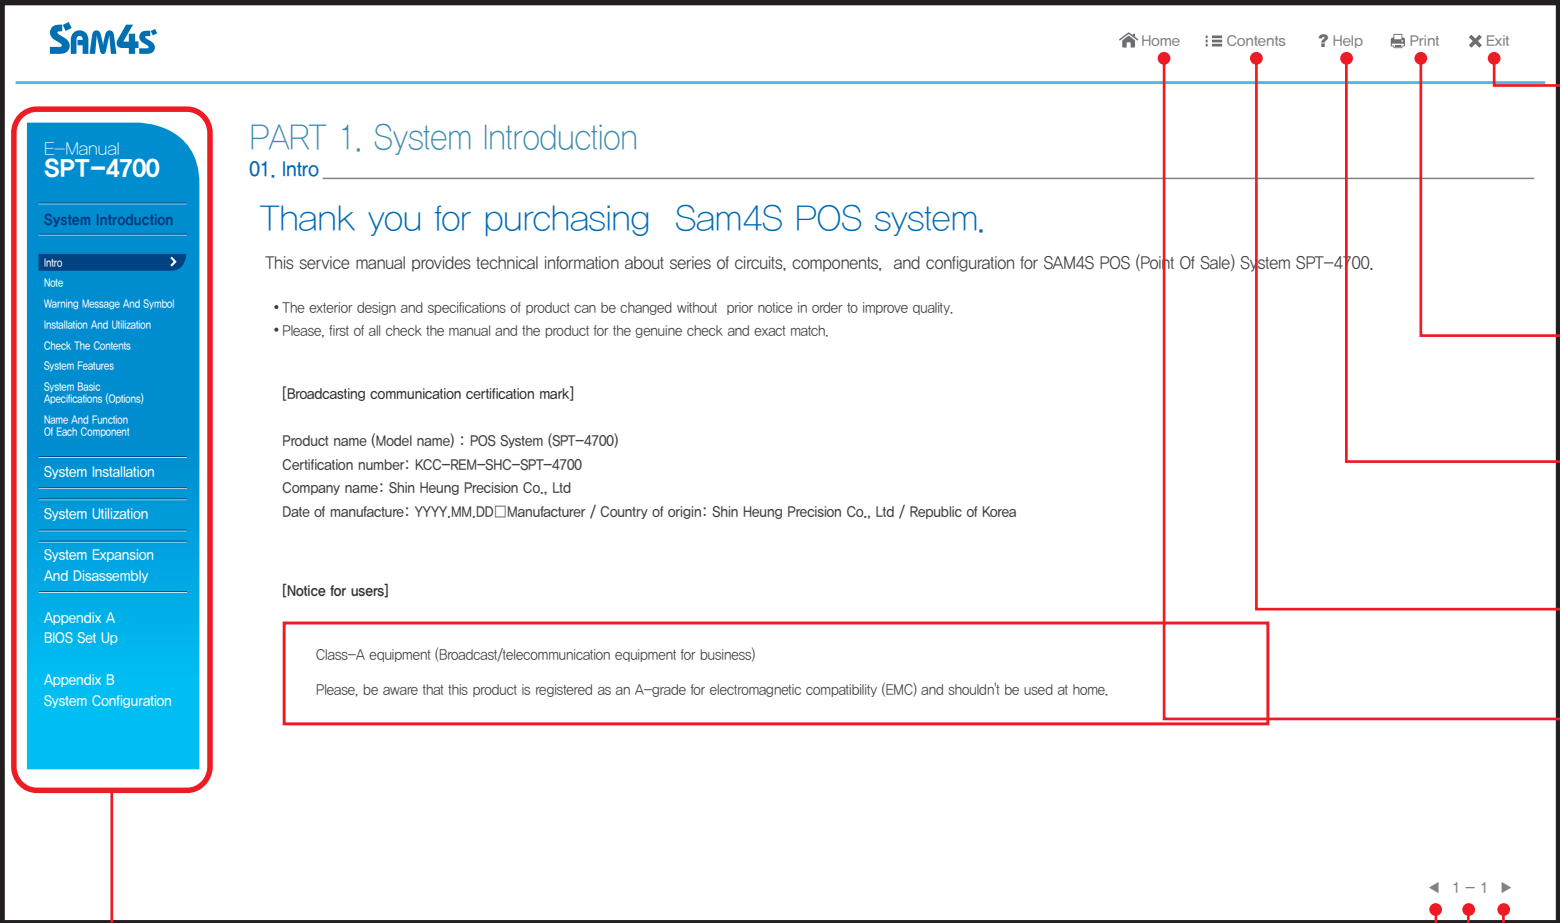 SAM4S
Home Contents ? Help Print Exit
E-Manual
SPT-4700
System Introduction
Intro
Note
Warning Message And Symbol
Installation And Utilization
Check The Contents
System Features
System Basic
Apecifications (Options)
Name And Function
Of Each Component
System Installation
System Utilization
System Expansion
And Disassembly
Appendix A
BIOS Set Up
Appendix B
System Configuration
PART 1. System Introduction
01. Intro
Thank you for purchasing Sam4S POS system.
This service manual provides technical information about series of circuits, components, and configuration for SAM4S POS (Point Of Sale) System SPT-4700.
• The exterior design and specifications of product can be changed without prior notice in order to improve quality.
• Please, first of all check the manual and the product for the genuine check and exact match.
[Broadcasting communication certification mark]
Product name (Model name) : POS System (SPT-4700)
Certification number: KCC-REM-SHC-SPT-4700
Company name: Shin Heung Precision Co., Ltd
Date of manufacture: YYYY.MM.DD□Manufacturer / Country of origin: Shin Heung Precision Co., Ltd / Republic of Korea
[Notice for users]
Class-A equipment (Broadcast/telecommunication equipment for business)
Please, be aware that this product is registered as an A-grade for electromagnetic compatibility (EMC) and shouldn't be used at home.
◀ 1 - 1 ▶